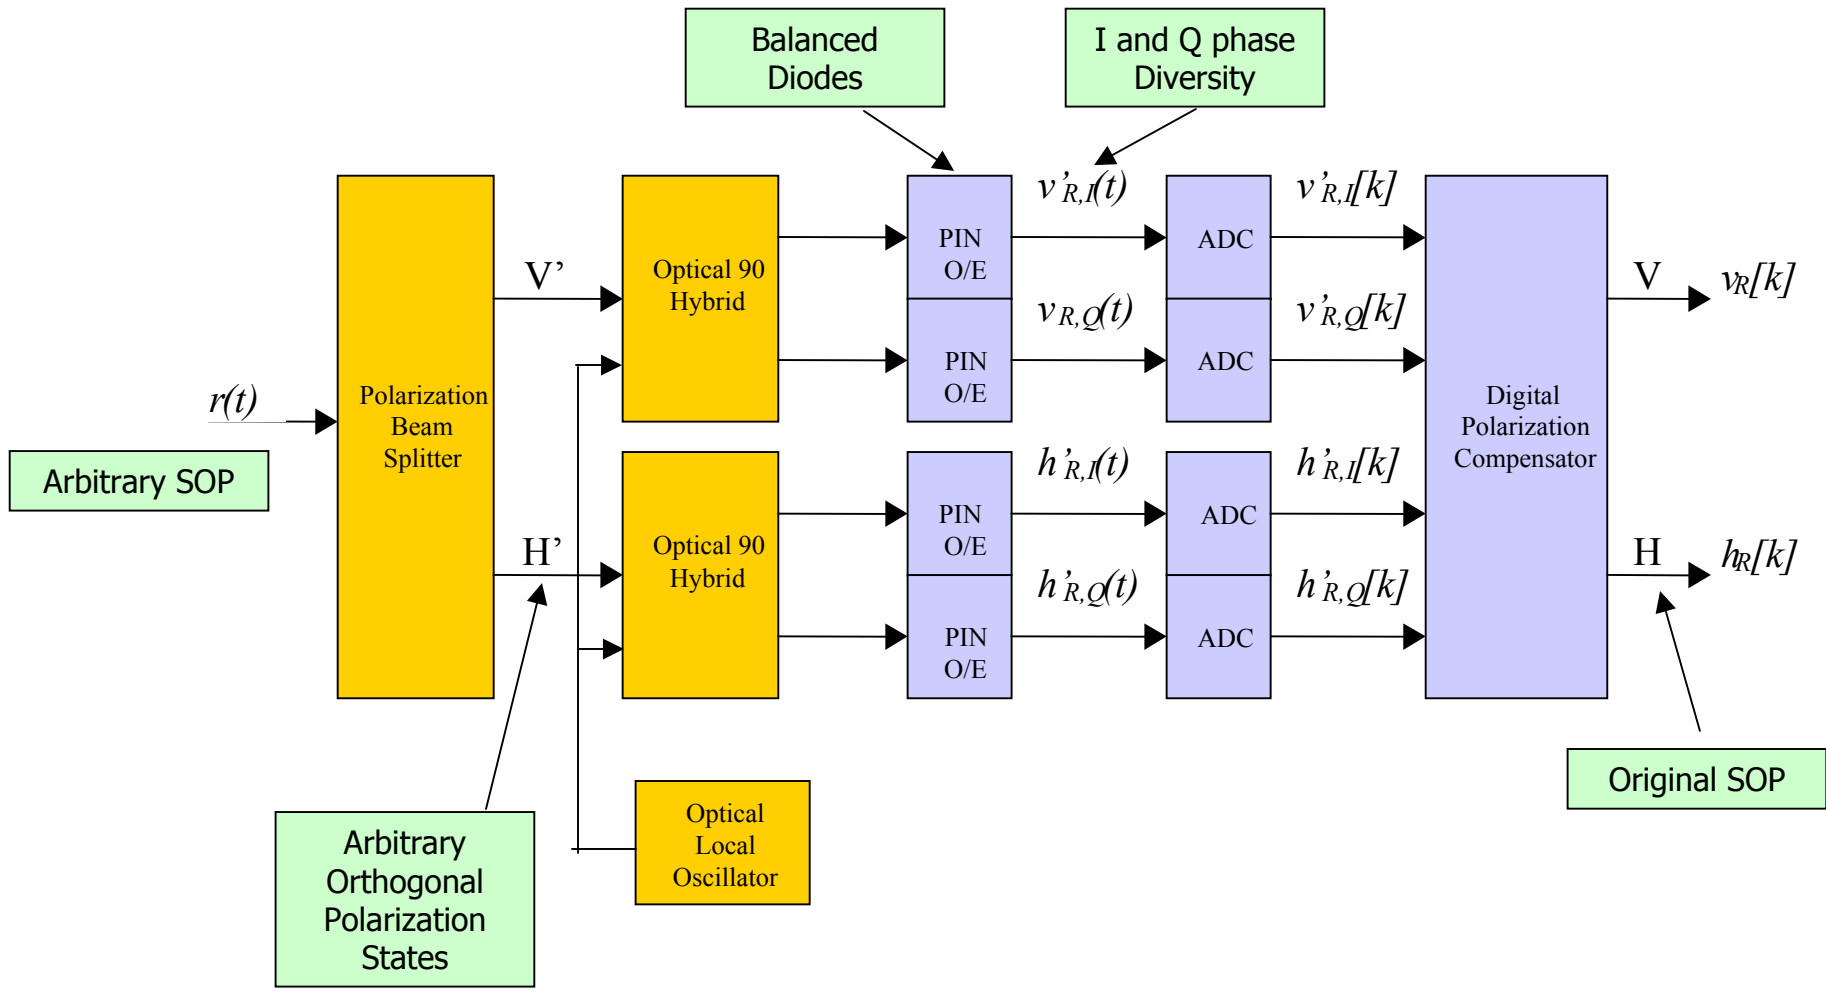 Balanced
Diodes
I and Q phase
Diversity
v’R,I(t)
v’R,I[k]
PIN
O/E
ADC
V’
Optical 90
Hybrid
V
vR[k]
vR,Q(t)
v’R,Q[k]
PIN
O/E
ADC
r(t)
Polarization
Beam
Splitter
Digital
Polarization
Compensator
Arbitrary SOP
h’R,I(t)
h’R,I[k]
PIN
O/E
ADC
H’
Optical 90
Hybrid
H
hR[k]
h’R,Q(t)
h’R,Q[k]
PIN
O/E
ADC
Original SOP
Optical
Local
Oscillator
Arbitrary
Orthogonal
Polarization
States